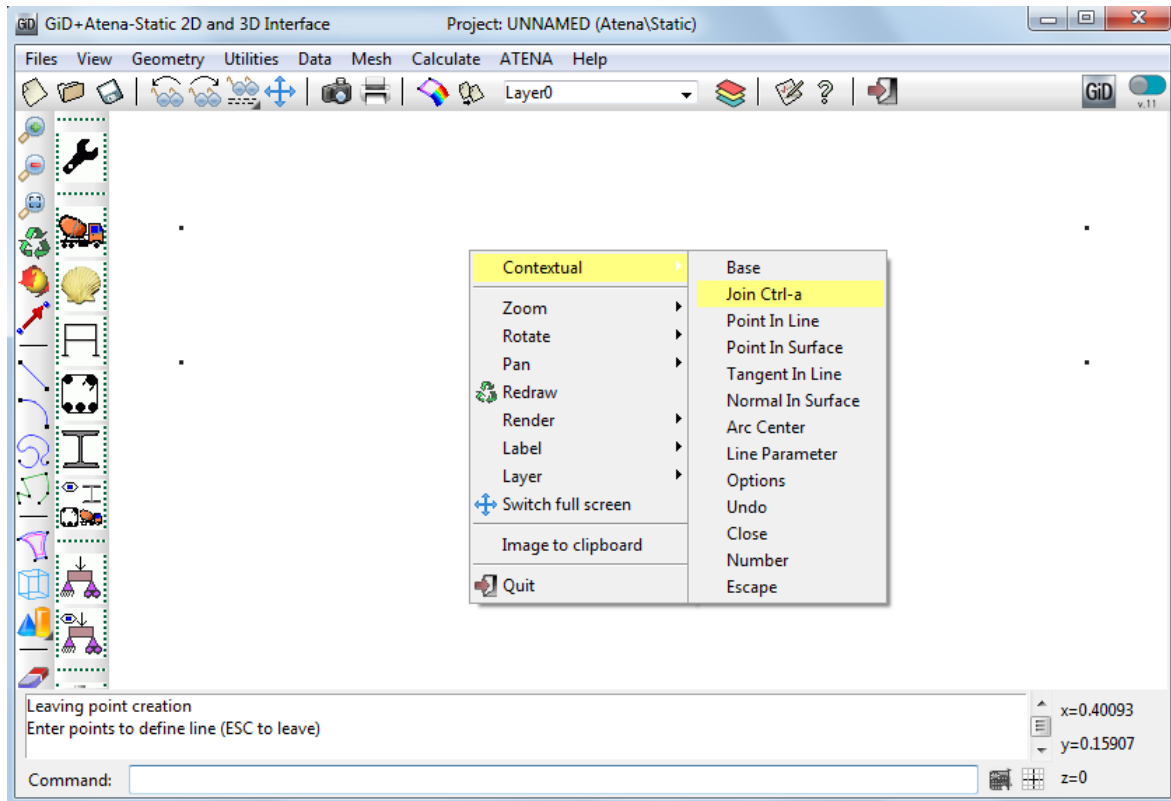 GiD GiD+Atena-Static 2D and 3D Interface Project: UNNAMED (Atena\Static)
Files View Geometry Utilities Data Mesh Calculate ATENA Help
Layer0 GiD
v.11
Contextual
Zoom
Rotate
Pan
Redraw
Render
Label
Layer
Switch full screen
Image to clipboard
Quit
Base
Join Ctrl-a
Point In Line
Point In Surface
Tangent In Line
Normal In Surface
Arc Center
Line Parameter
Options
Undo
Close
Number
Escape
Leaving point creation
Enter points to define line (ESC to leave)
x=0.40093
y=0.15907
Command:
z=0